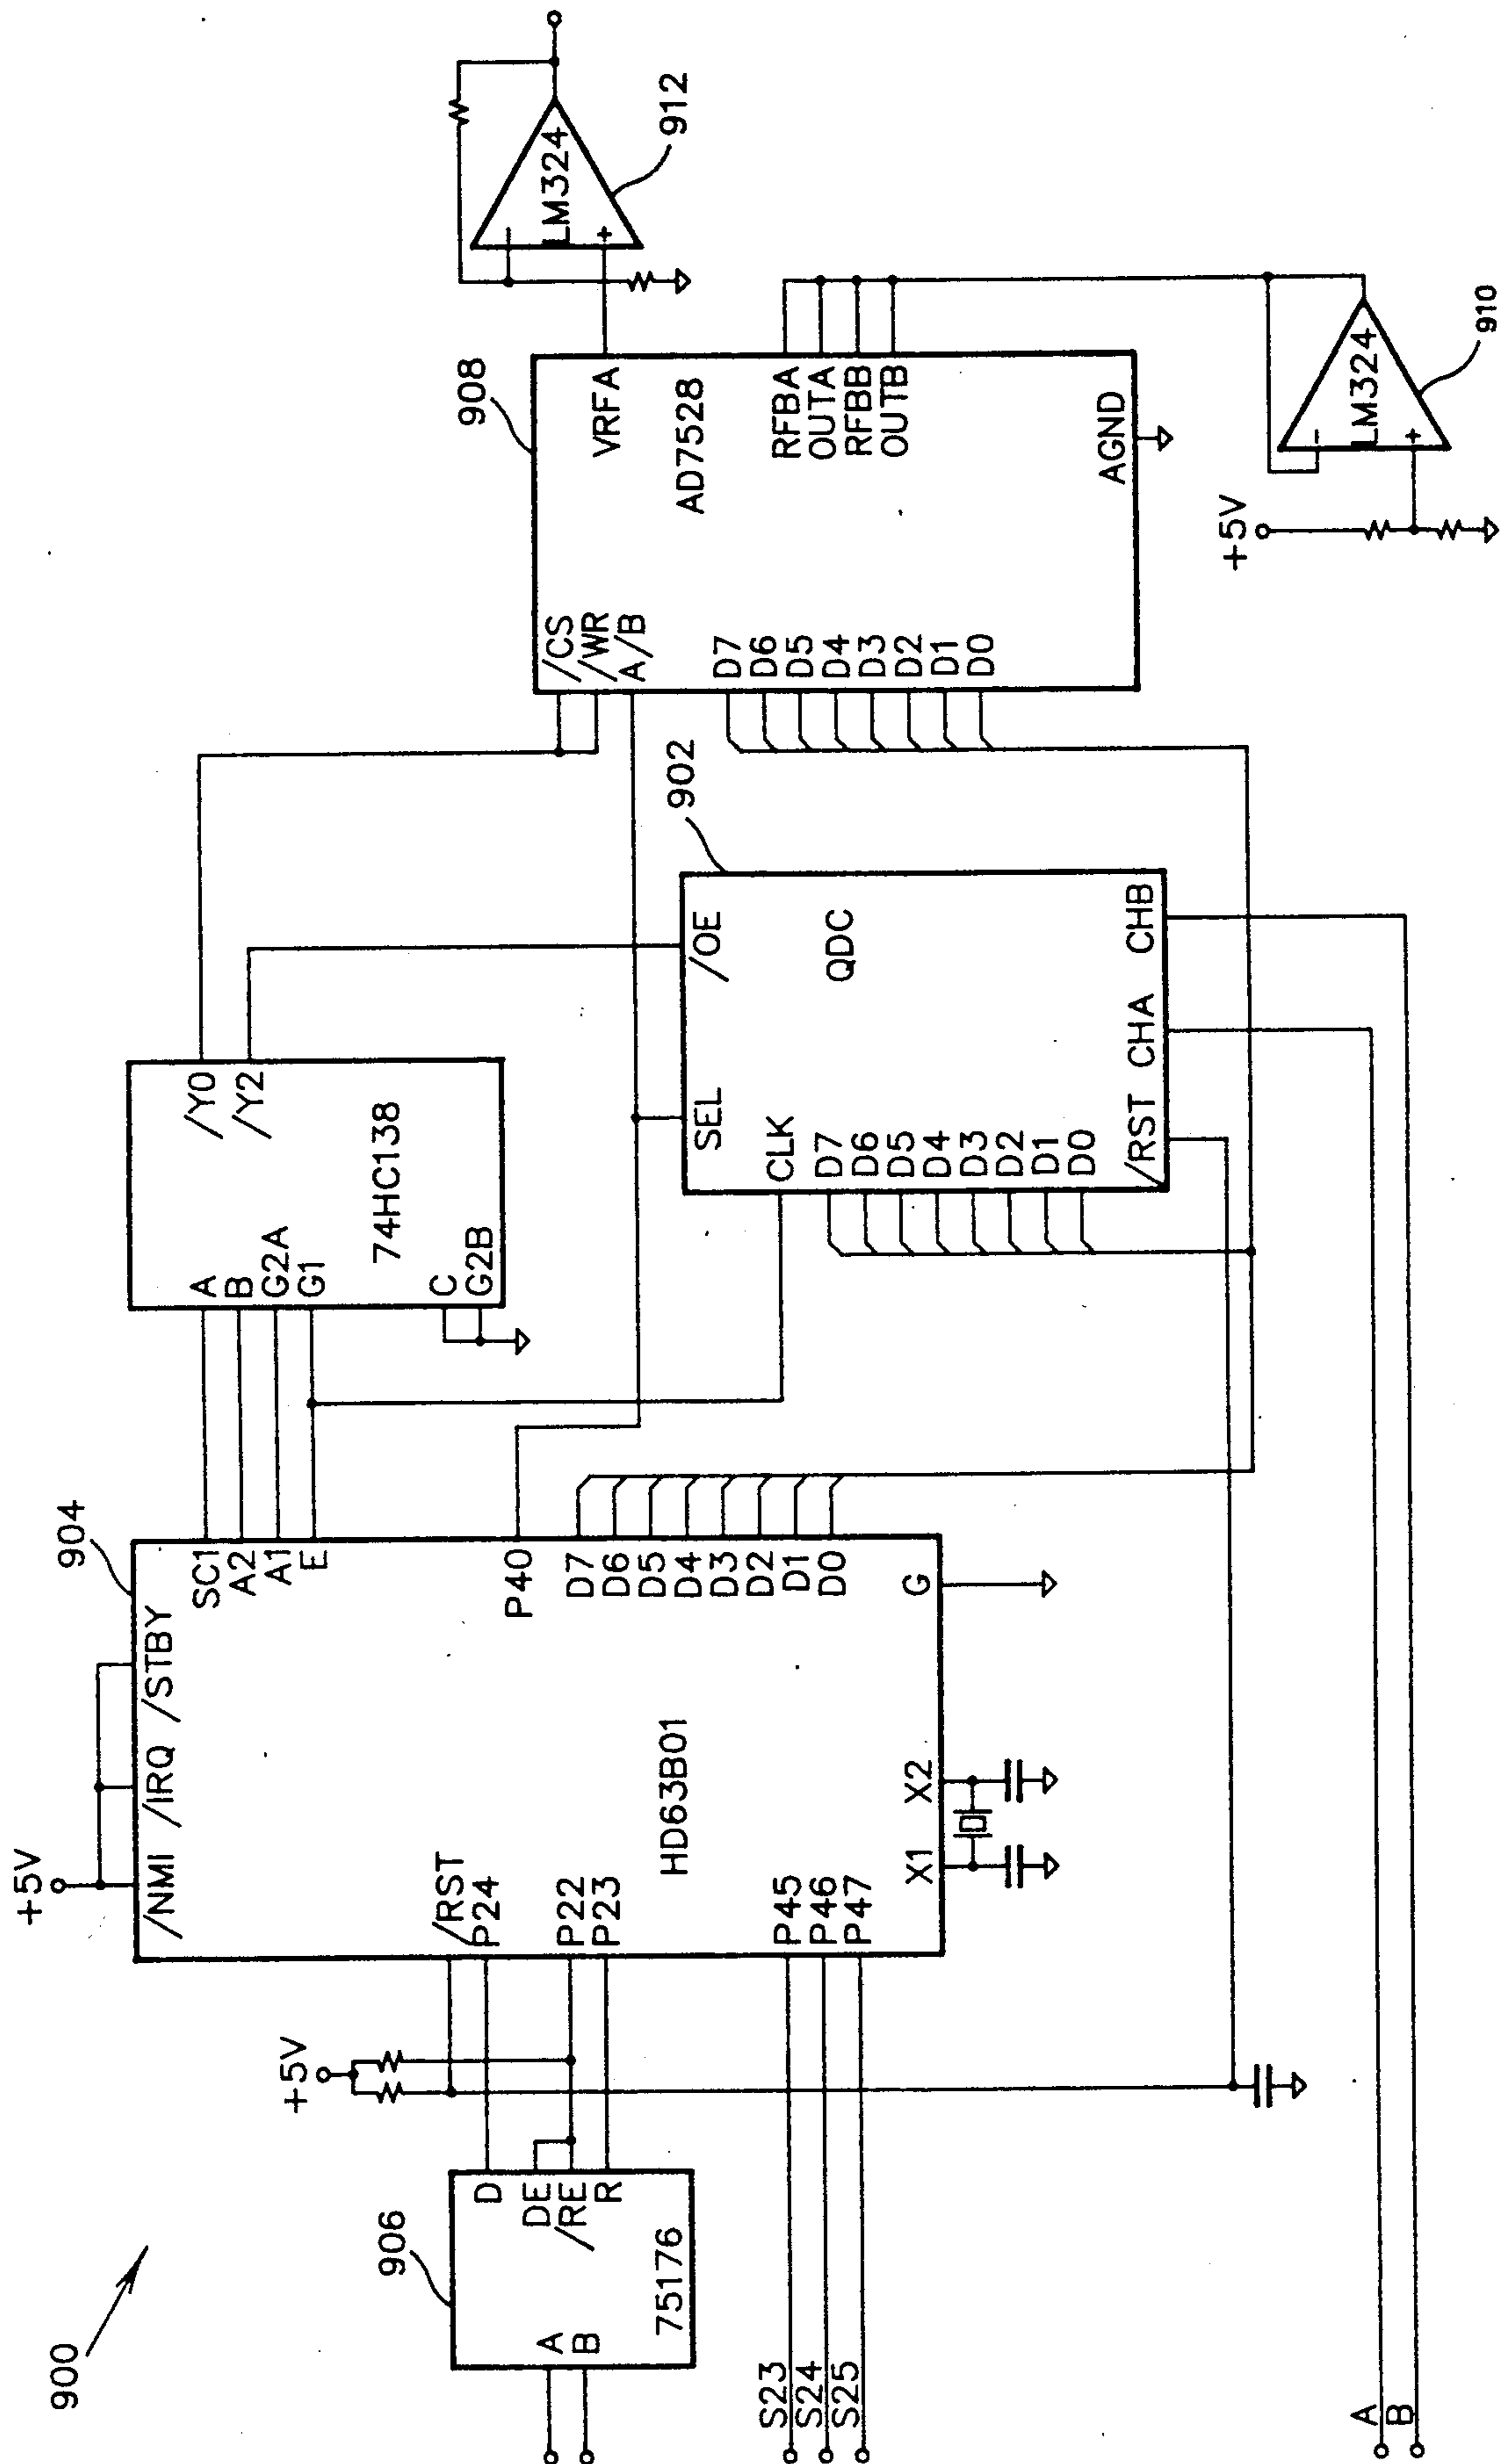 900
906
A
B
75176
D
DE
/RE
R
+5V
S23
S24
S25
A
B
904
+5V
/NMI /IRQ /STBY
/RST
P24
P22
P23
P45
P46
P47
HD63B01
X1 X2
G
SC1
A2
A1
E
P40
D7
D6
D5
D4
D3
D2
D1
D0
A
B
G2A
G1
C
G2B
74HC138
/Y0
/Y2
902
SEL
/OE
CLK
QDC
D7
D6
D5
D4
D3
D2
D1
D0
/RST CHA CHB
908
/CS
/WR
A/B
D7
D6
D5
D4
D3
D2
D1
D0
AD7528
VRFA
RFBA
OUTA
RFBB
OUTB
AGND
LM324
-
+
912
+5V
LM324
-
+
910